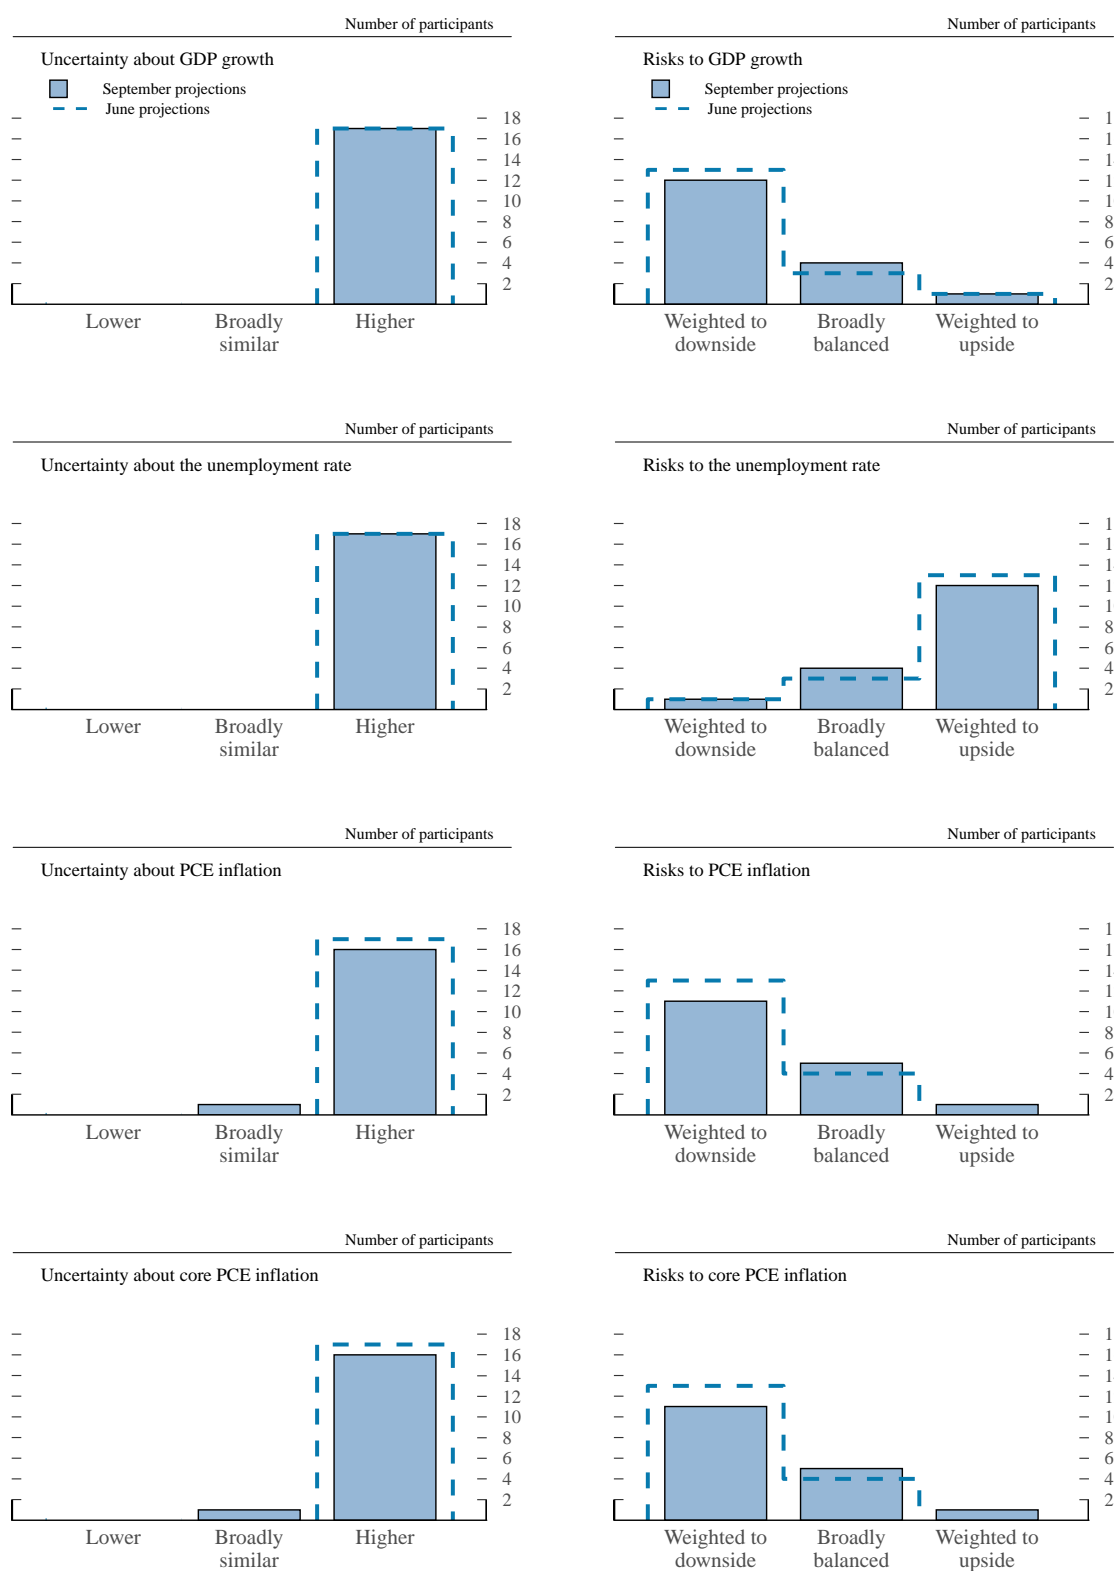 Number of participants
Uncertainty about GDP growth
September projections
June projections
18
16
14
12
10
8
6
4
2
Lower
Broadly
similar
Higher
Number of participants
Risks to GDP growth
September projections
June projections
8
6
4
2
Weighted to
downside
Broadly
balanced
Weighted to
upside
Number of participants
Uncertainty about the unemployment rate
18
16
14
12
10
8
6
4
2
Lower
Broadly
similar
Higher
Number of participants
Risks to the unemployment rate
8
6
4
2
Weighted to
downside
Broadly
balanced
Weighted to
upside
Number of participants
Uncertainty about PCE inflation
18
16
14
12
10
8
6
4
2
Lower
Broadly
similar
Higher
Number of participants
Risks to PCE inflation
8
6
4
2
Weighted to
downside
Broadly
balanced
Weighted to
upside
Number of participants
Uncertainty about core PCE inflation
18
16
14
12
10
8
6
4
2
Lower
Broadly
similar
Higher
Number of participants
Risks to core PCE inflation
8
6
4
2
Weighted to
downside
Broadly
balanced
Weighted to
upside